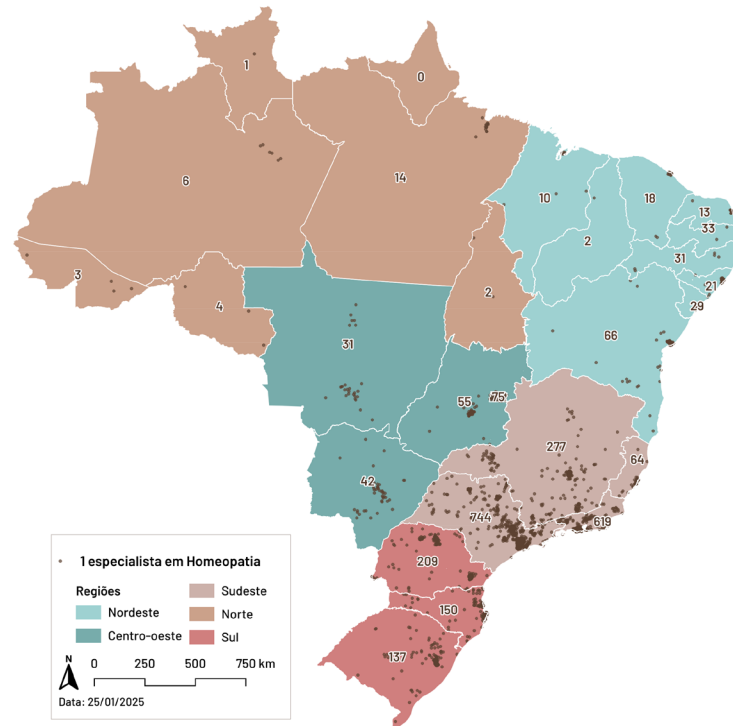 1
0
6
14
10
18
13
33
2
31
3
21
2
29
4
66
31
55
75
277
64
42
744
619
209
150
137
1 especialista em Homeopatia
Regiões
Nordeste
Centro-oeste
Sudeste
Norte
Sul
N
0 250 500 750 km
Data: 25/01/2025